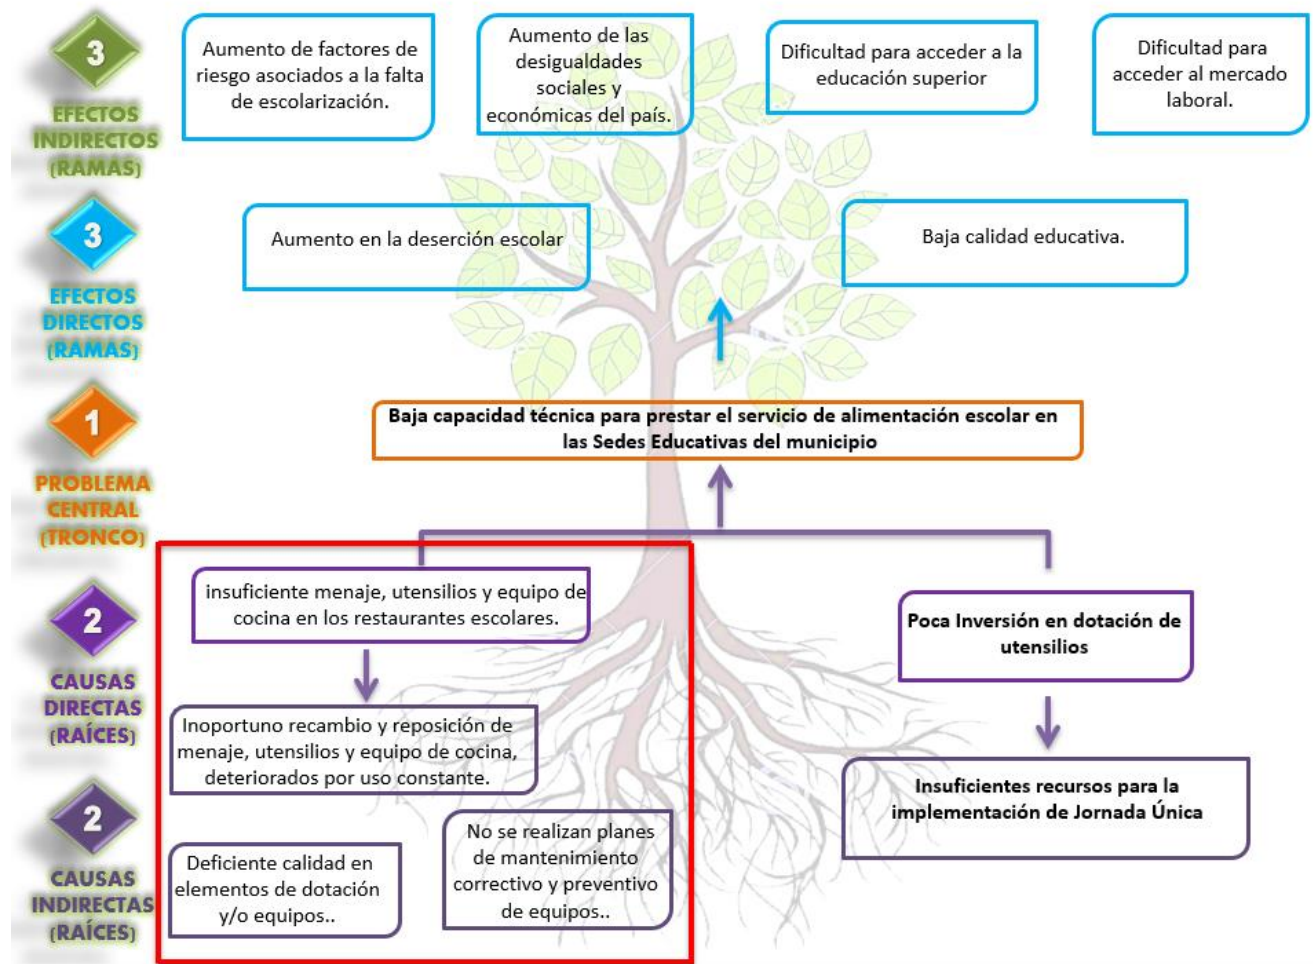 3
EFECTOS
INDIRECTOS
(RAMAS)
Aumento de factores de
riesgo asociados a la falta
de escolarización.
Aumento de las
desigualdades
sociales y
económicas del país.
Dificultad para acceder a la
educación superior
Dificultad para
acceder al mercado
laboral.
3
EFECTOS
DIRECTOS
(RAMAS)
Aumento en la deserción escolar
Baja calidad educativa.
1
PROBLEMA
CENTRAL
(TRONCO)
Baja capacidad técnica para prestar el servicio de alimentación escolar en
las Sedes Educativas del municipio
2
CAUSAS
DIRECTAS
(RAÍCES)
insuficiente menaje, utensilios y equipo de
cocina en los restaurantes escolares.
Poca Inversión en dotación de
utensilios
2
CAUSAS
INDIRECTAS
(RAÍCES)
Inoportuno recambio y reposición de
menaje, utensilios y equipo de cocina,
deteriorados por uso constante.
Insuficientes recursos para la
implementación de Jornada Única
Deficiente calidad en
elementos de dotación
y/o equipos..
No se realizan planes
de mantenimiento
correctivo y preventivo
de equipos..